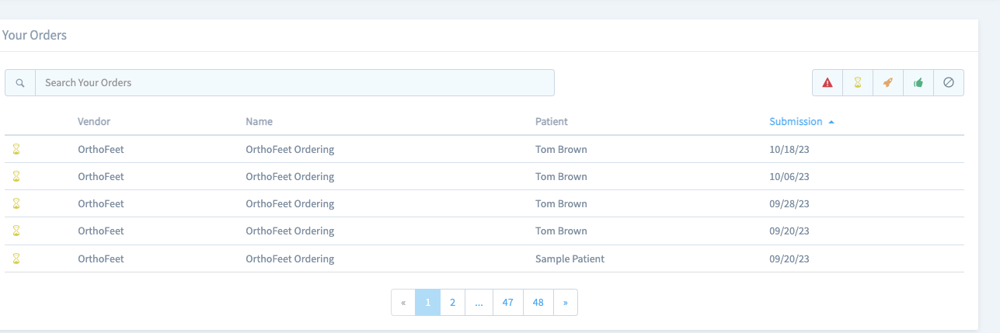 Your Orders
Search Your Orders
Vendor Name Patient Submission
OrthoFeet OrthoFeet Ordering Tom Brown 10/18/23
OrthoFeet OrthoFeet Ordering Tom Brown 10/06/23
OrthoFeet OrthoFeet Ordering Tom Brown 09/28/23
OrthoFeet OrthoFeet Ordering Tom Brown 09/20/23
OrthoFeet OrthoFeet Ordering Sample Patient 09/20/23
« 1 2 ... 47 48 »